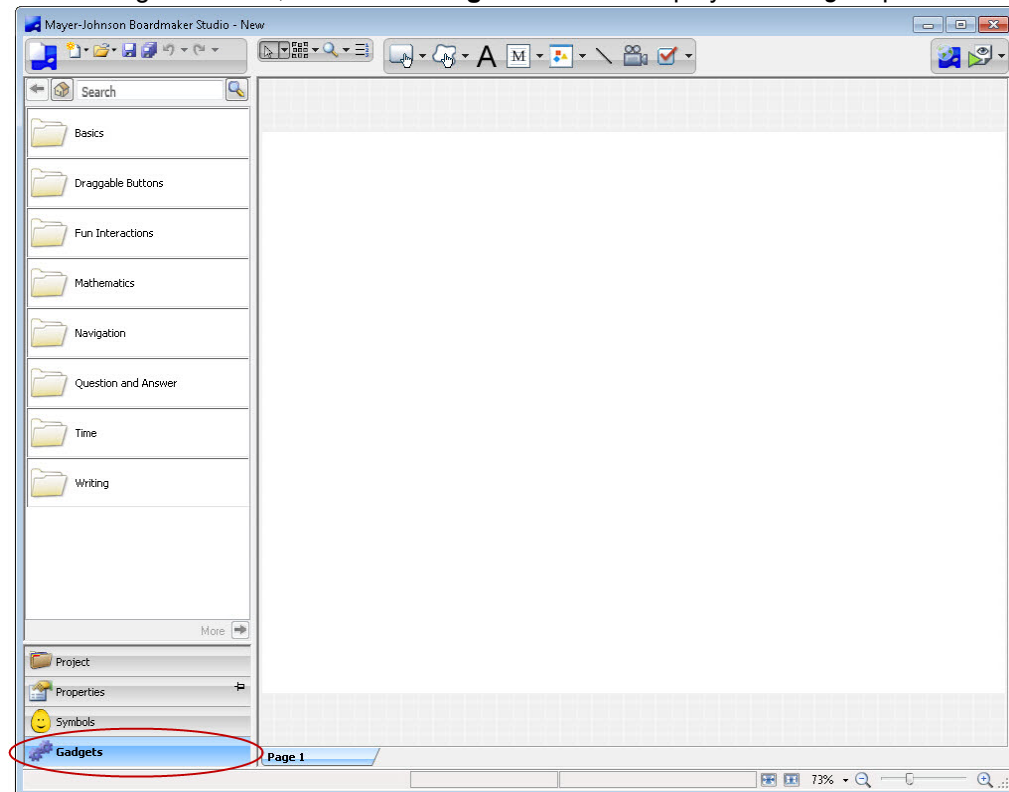 Mayer-Johnson Boardmaker Studio - New
A M
Search
Basics
Draggable Buttons
Fun Interactions
Mathematics
Navigation
Question and Answer
Time
Writing
More
Project
Properties
Symbols
Gadgets
Page 1
73%